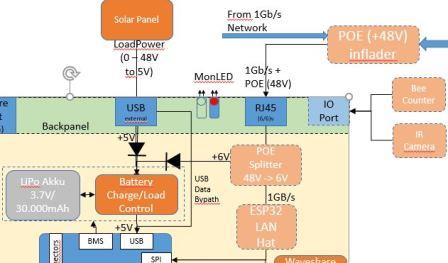 Solar Panel
From 1Gb/s
Network
POE (+48V)
inflader
LoadPower
(0 – 48V
to 5V)
MonLED
1Gb/s +
POE (48V)
Bee
Counter
USB
external
RJ45
(6/6)s
IO
Port
Backpanel
IR
Camera
+5V
+6V
POE
Splitter
48V -> 6V
LiPo Akku
3.7V/
30.000mAh
Battery
Charge/Load
Control
USB
Data
Bypath
1GB/s
ESP32
LAN
Hat
+5V
BMS
USB
SPI
Waveshare